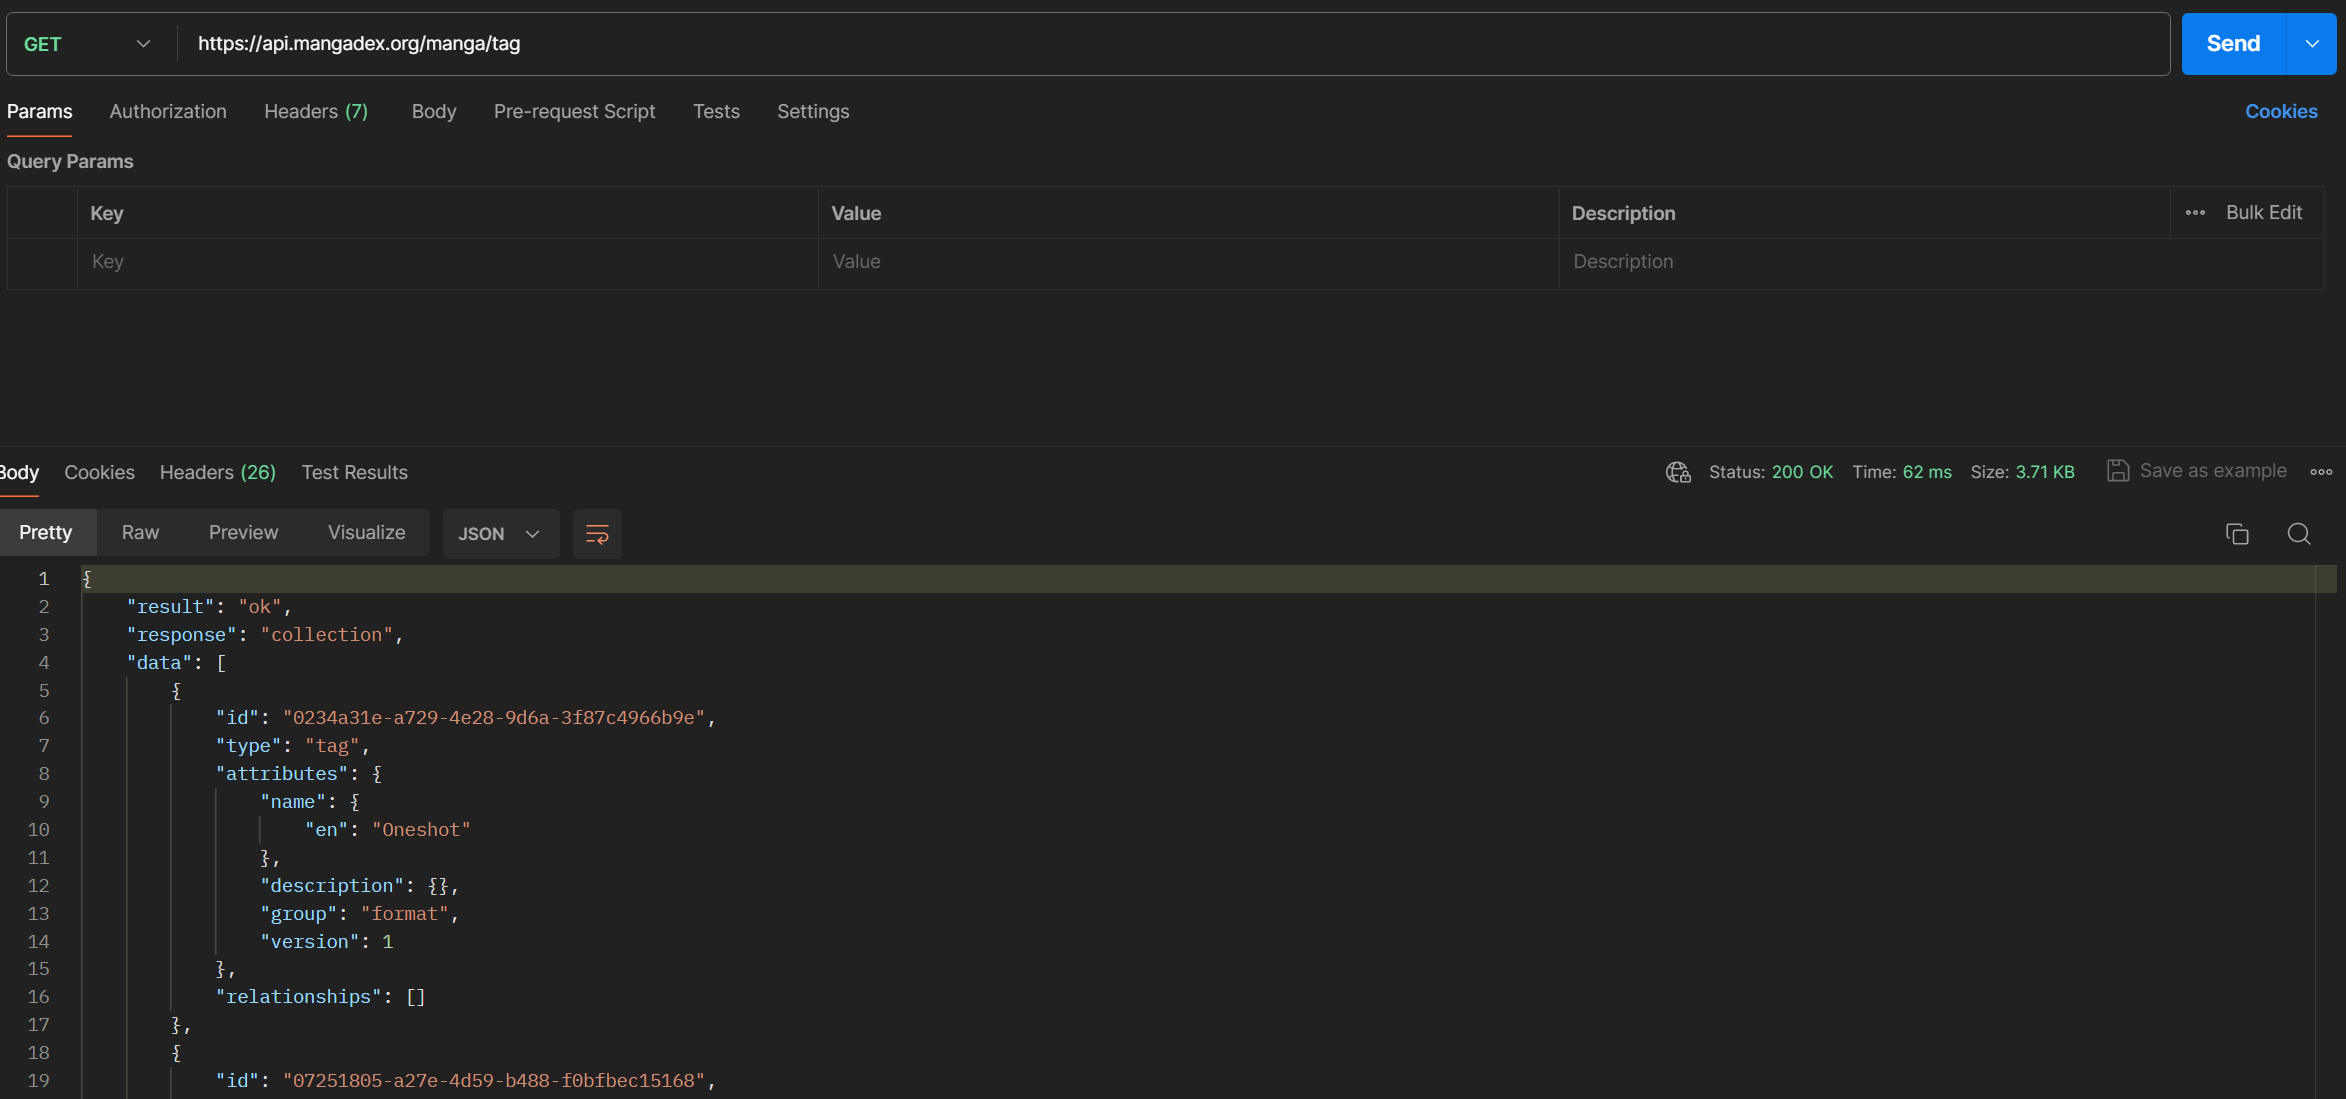 GET https://api.mangadex.org/manga/tag Send
Params Authorization Headers (7) Body Pre-request Script Tests Settings Cookies
Query Params
Key Value Description Bulk Edit
Key Value Description
Body Cookies Headers (26) Test Results Status: 200 OK Time: 62 ms Size: 3.71 KB Save as example
Pretty Raw Preview Visualize JSON
1 {
2 "result": "ok",
3 "response": "collection",
4 "data": [
5 {
6 "id": "0234a31e-a729-4e28-9d6a-3f87c4966b9e",
7 "type": "tag",
8 "attributes": {
9 "name": {
10 "en": "Oneshot"
11 },
12 "description": {},
13 "group": "format",
14 "version": 1
15 },
16 "relationships": []
17 },
18 {
19 "id": "07251805-a27e-4d59-b488-f0bfbec15168",